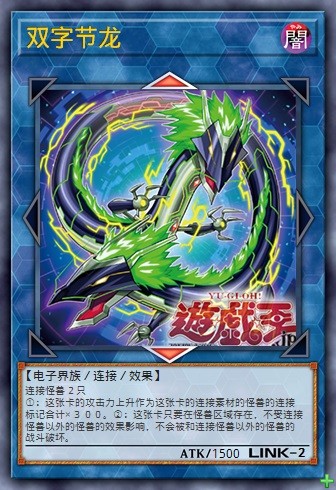 双字节龙
闇
YU-GI-OH!
遊戯王
.JP
【电子界族／连接／效果】
连接怪兽２只
①：这张卡的攻击力上升作为这张卡的连接素材的怪兽的连接
标记合计×３００。②：这张卡只要在怪兽区域存在，不受连接
怪兽以外的怪兽的效果影响，不会被和连接怪兽以外的怪兽的
战斗破坏。
ATK/1500 LINK-2